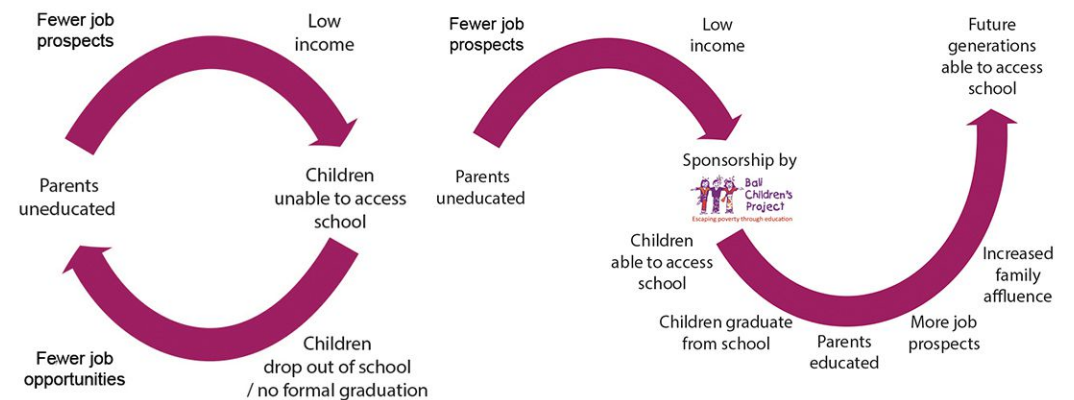 Fewer job
prospects
Low
income
Parents
uneducated
Children
unable to access
school
Fewer job
opportunities
Children
drop out of school
/ no formal graduation
Fewer job
prospects
Low
income
Parents
uneducated
Sponsorship by
Bali
Children's
Project
Escaping poverty through education
Children
able to access
school
Children graduate
from school
Parents
educated
More job
prospects
Increased
family
affluence
Future
generations
able to access
school